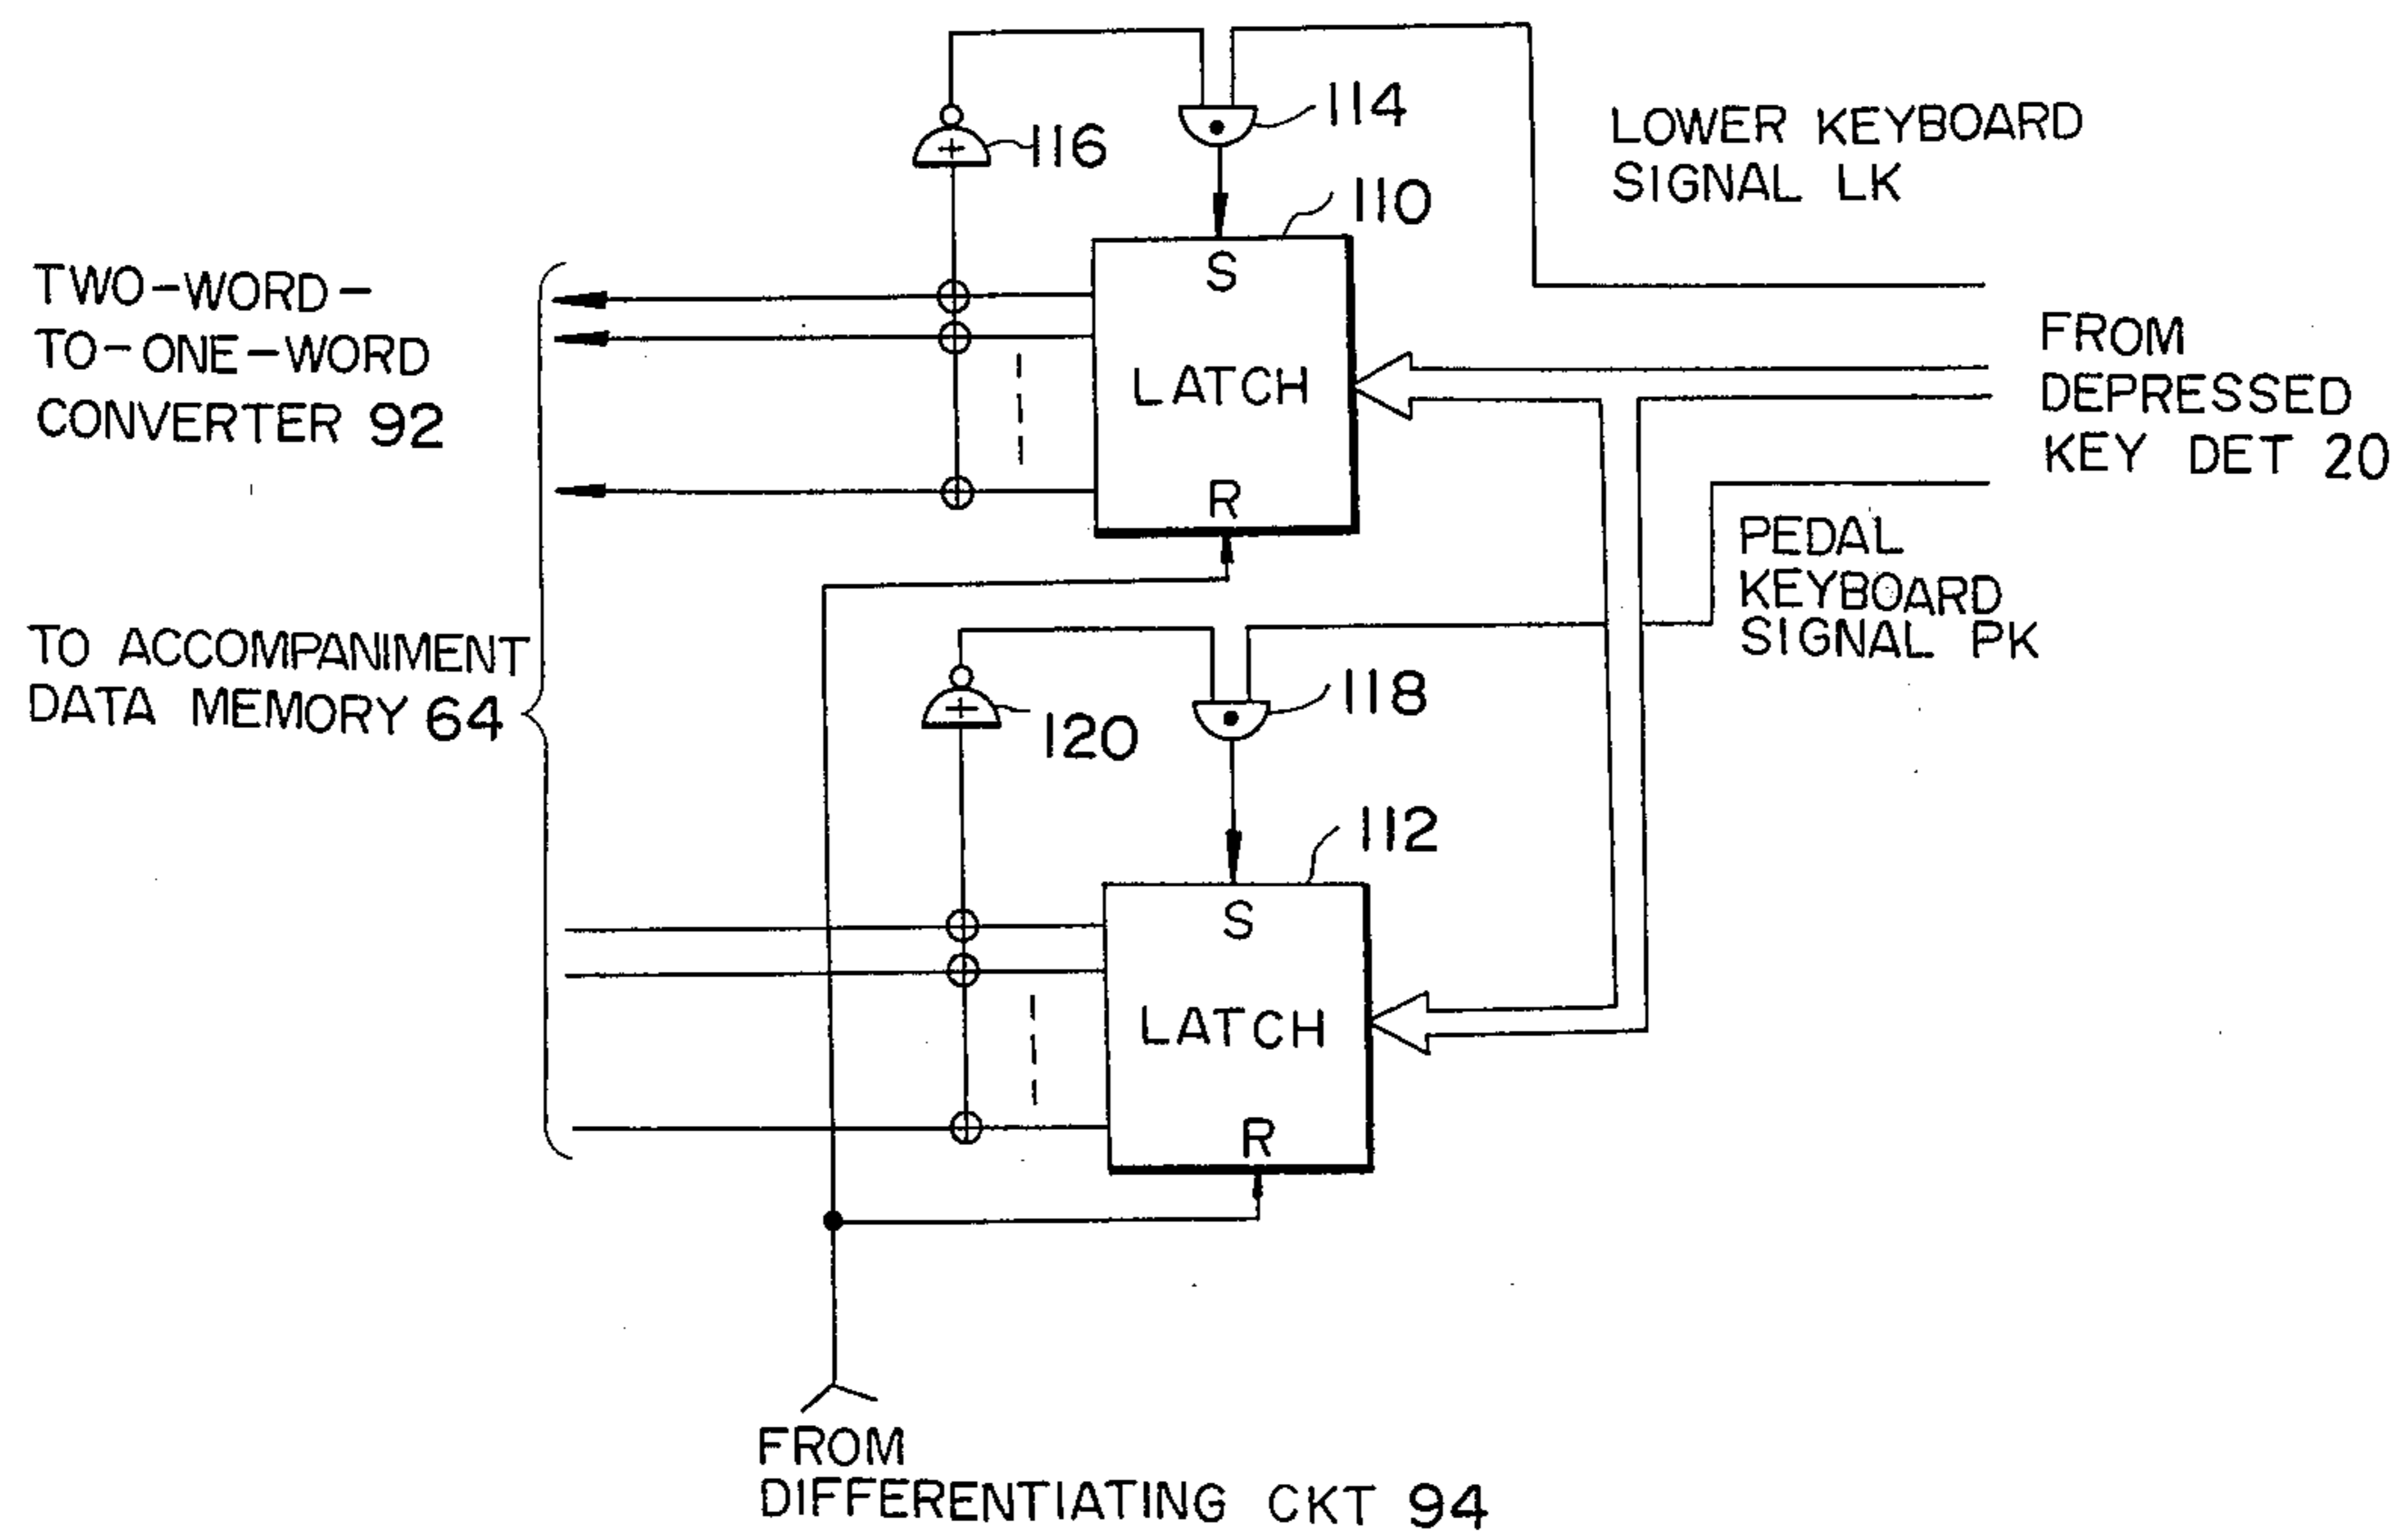 116
114
LOWER KEYBOARD
SIGNAL LK
110
TWO-WORD-
TO-ONE-WORD
CONVERTER 92
S
LATCH
R
FROM
DEPRESSED
KEY DET 20
PEDAL
KEYBOARD
SIGNAL PK
TO ACCOMPANIMENT
DATA MEMORY 64
120
118
112
S
LATCH
R
FROM
DIFFERENTIATING CKT 94